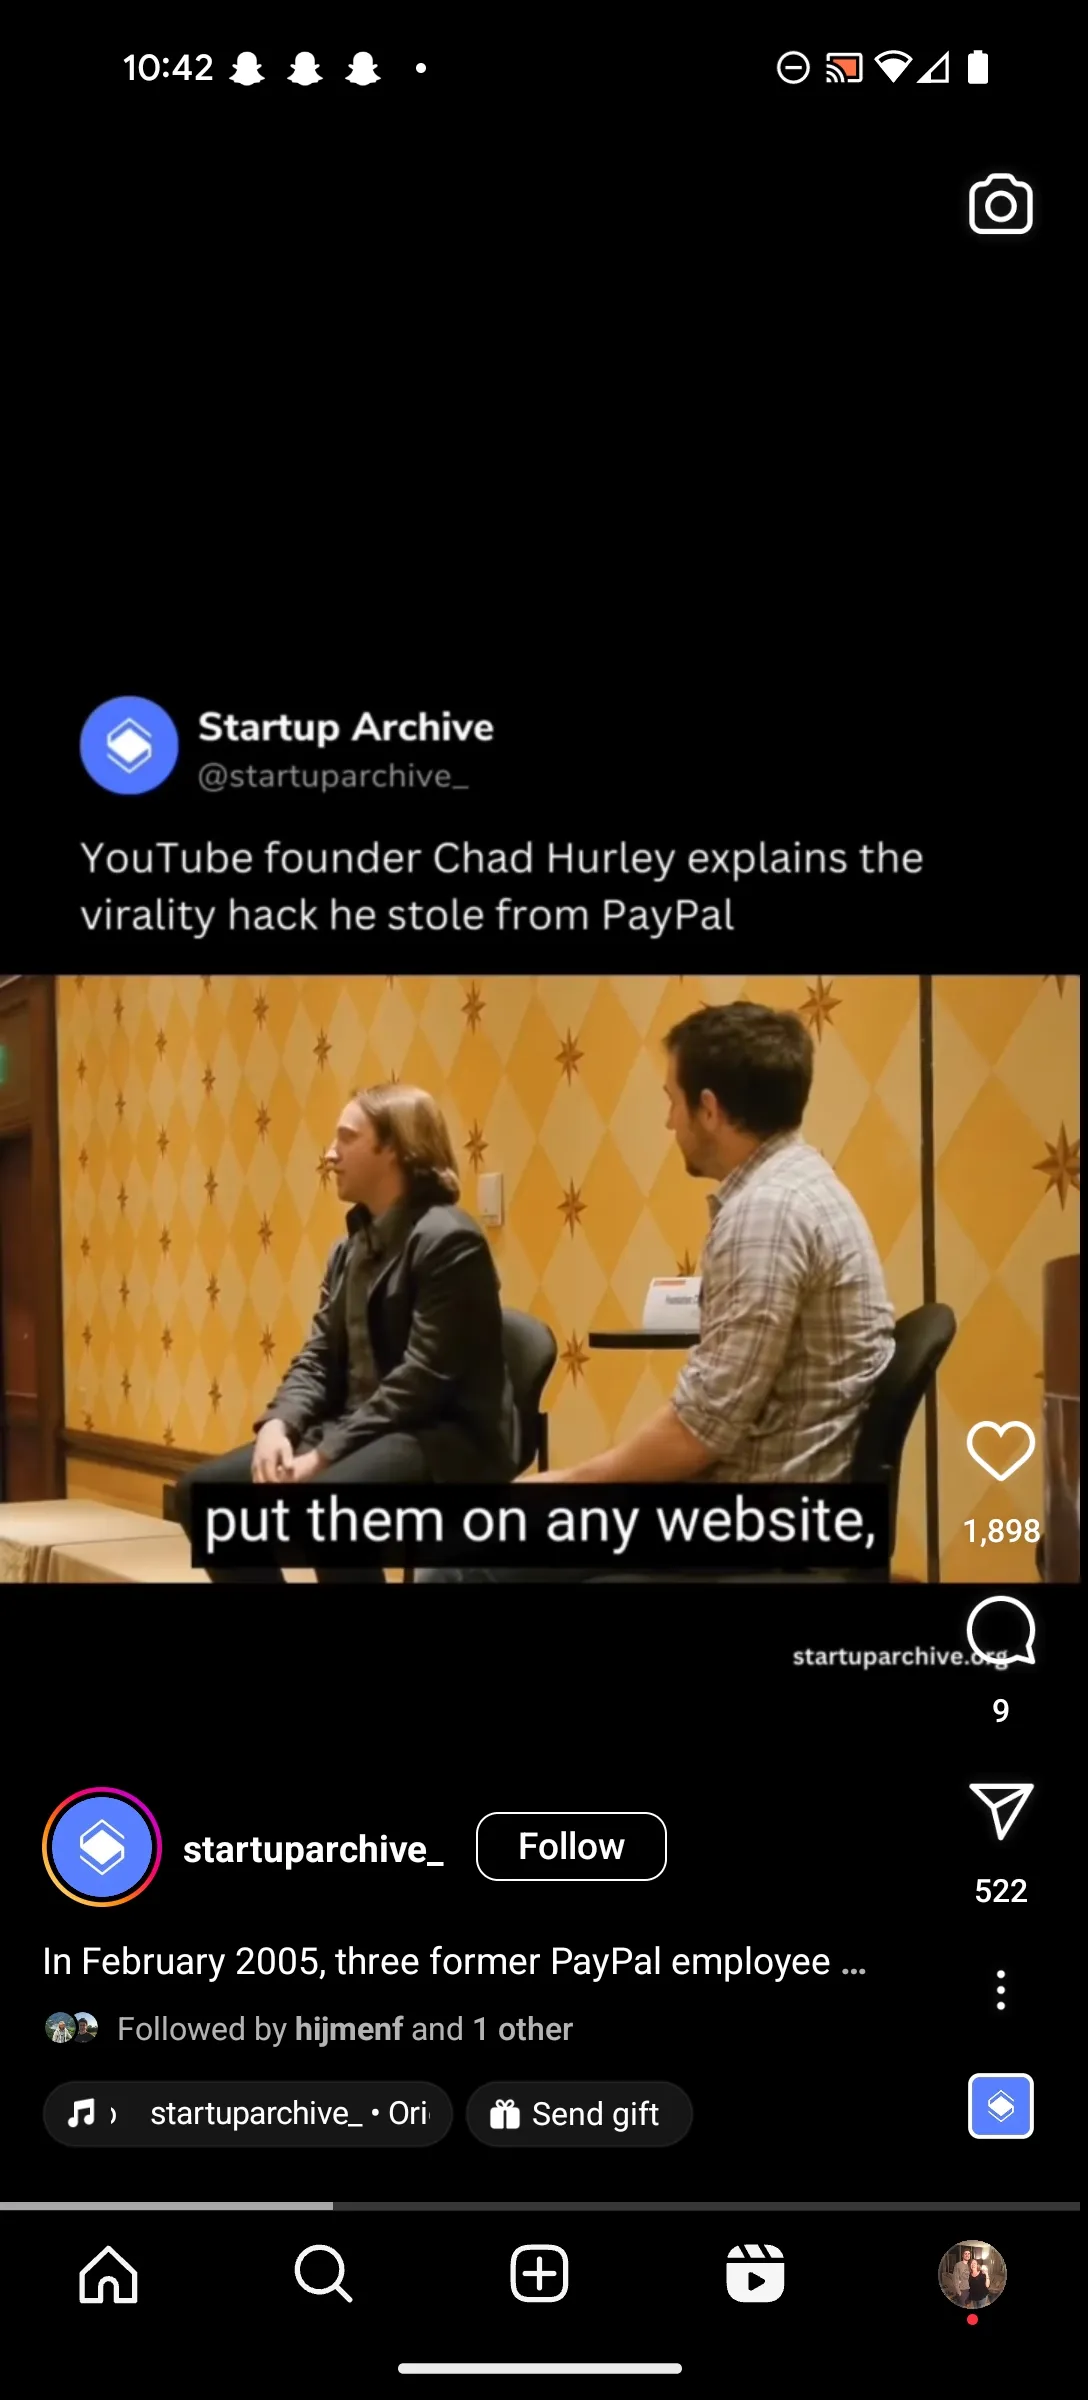 10:42
Startup Archive
@startuparchive_
YouTube founder Chad Hurley explains the
virality hack he stole from PayPal
put them on any website,
1,898
startuparchive.org
9
startuparchive_
Follow
522
In February 2005, three former PayPal employee ...
Followed by hijmenf and 1 other
startuparchive_ • Ori
Send gift